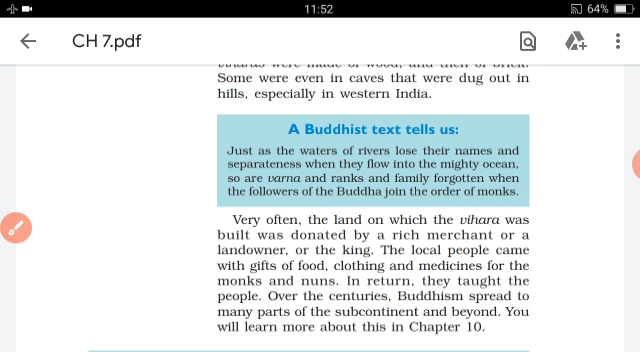 11:52
64%
CH 7.pdf
Some were even in caves that were dug out in
hills, especially in western India.
A Buddhist text tells us:
Just as the waters of rivers lose their names and
separateness when they flow into the mighty ocean,
so are varna and ranks and family forgotten when
the followers of the Buddha join the order of monks.
Very often, the land on which the vihara was
built was donated by a rich merchant or a
landowner, or the king. The local people came
with gifts of food, clothing and medicines for the
monks and nuns. In return, they taught the
people. Over the centuries, Buddhism spread to
many parts of the subcontinent and beyond. You
will learn more about this in Chapter 10.